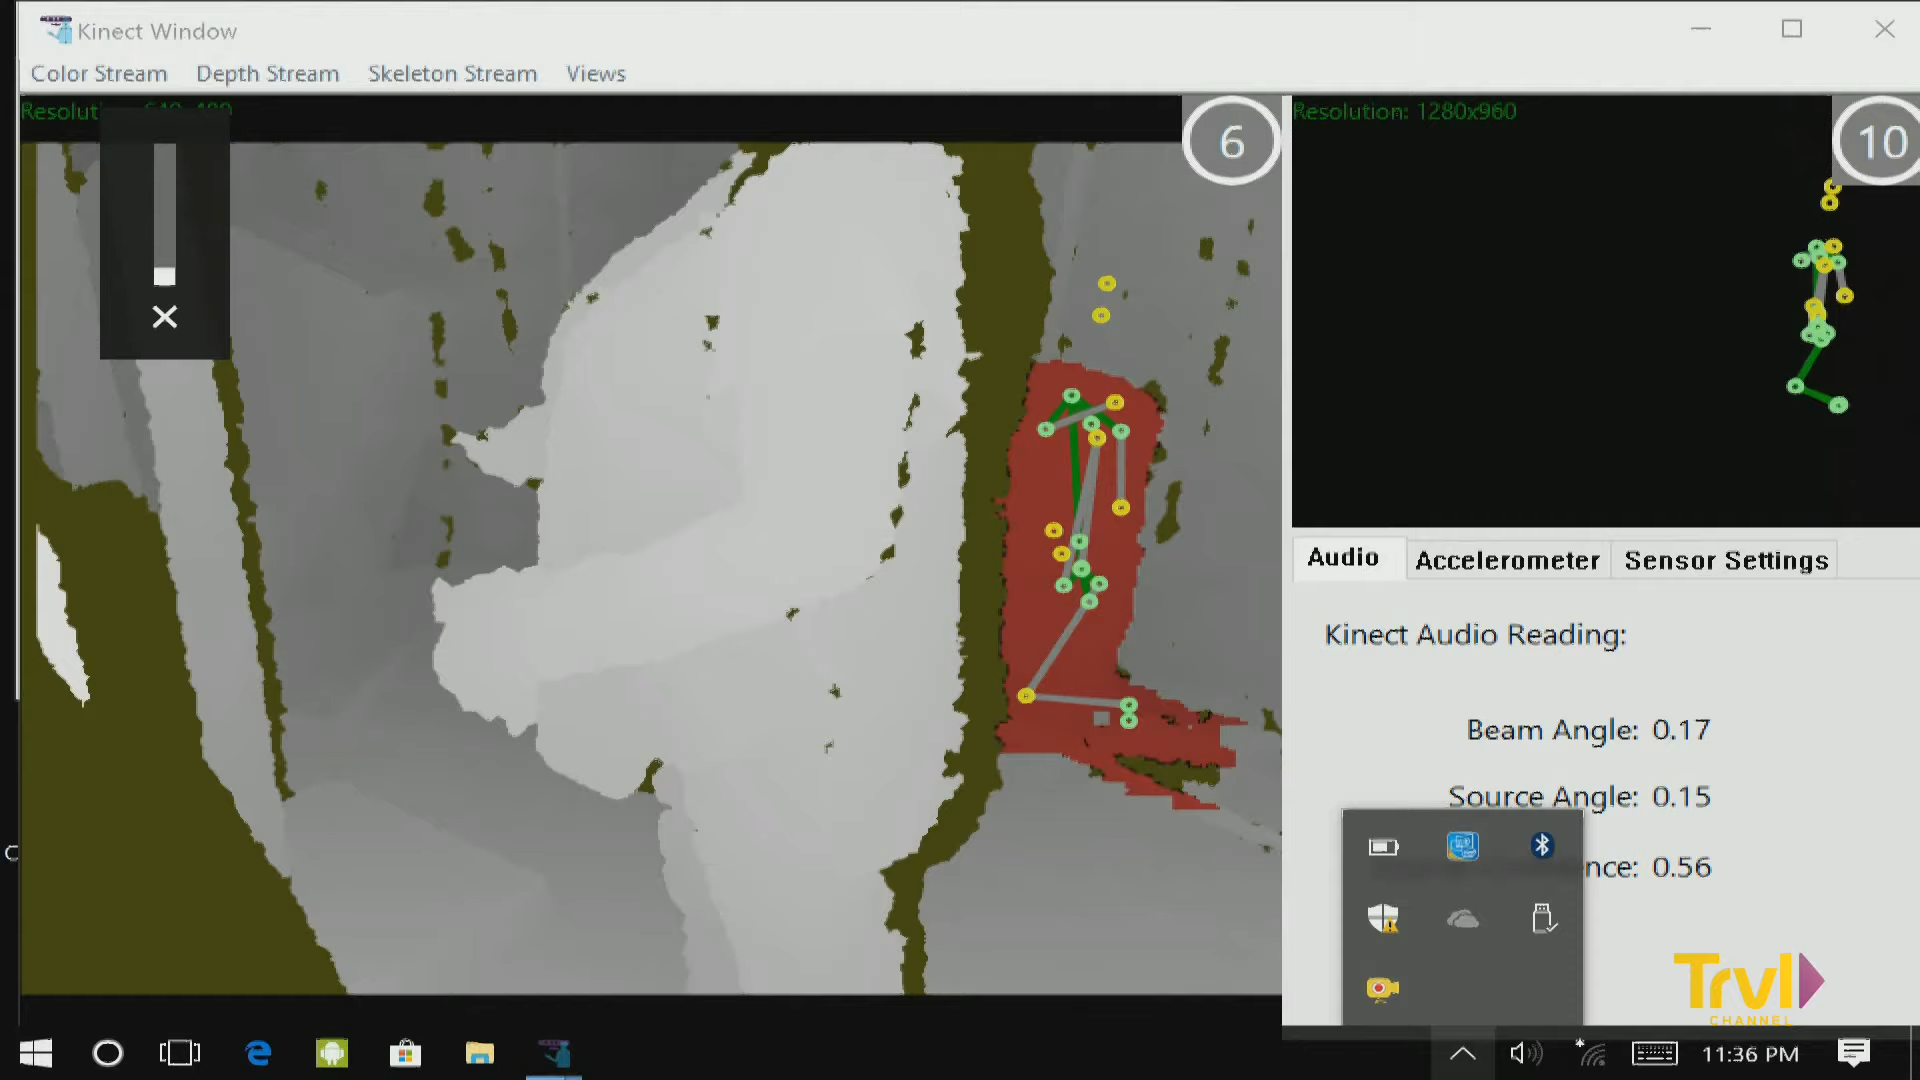 Kinect Window
Color Stream Depth Stream Skeleton Stream Views
Resoluti
6
Resolution: 1280x960
10
Audio Accelerometer Sensor Settings
Kinect Audio Reading:
Beam Angle: 0.17
Source Angle: 0.15
nce: 0.56
Trvl
CHANNEL
11:36 PM